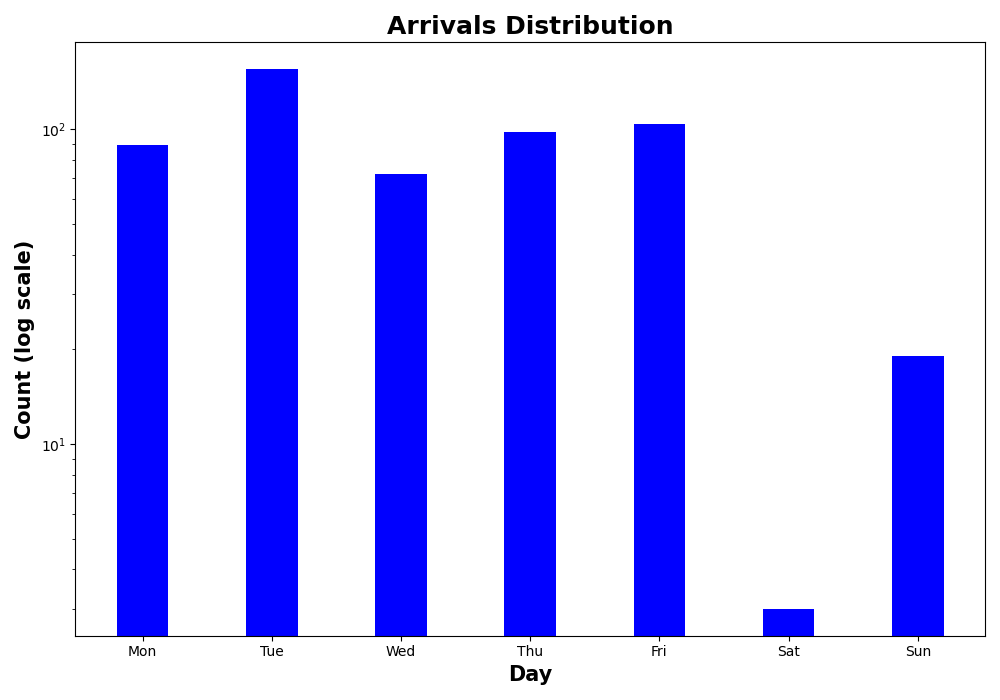 Arrivals Distribution
Count (log scale)
10²
10¹
Mon Tue Wed Thu Fri Sat Sun
Day